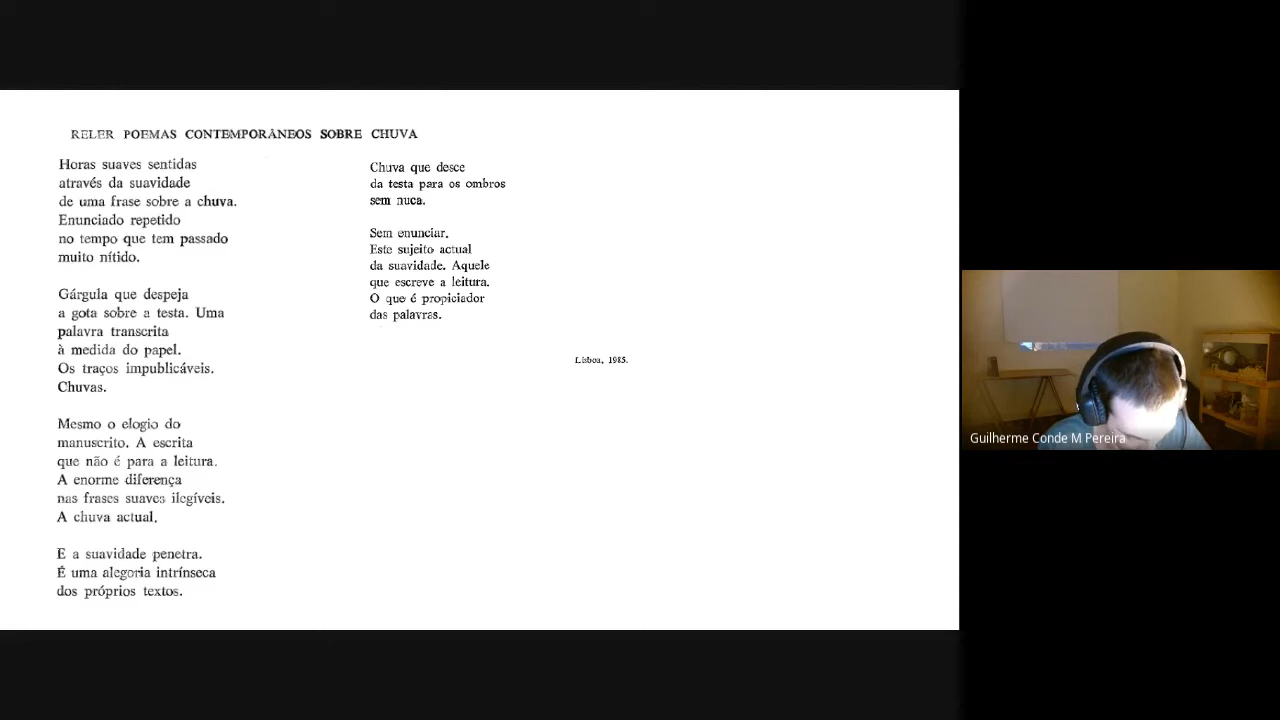 RELER POEMAS CONTEMPORÂNEOS SOBRE CHUVA
Horas suaves sentidas
através da suavidade
de uma frase sobre a chuva.
Enunciado repetido
no tempo que tem passado
muito nítido.
Gárgula que despeja
a gota sobre a testa. Uma
palavra transcrita
à medida do papel.
Os traços impublicáveis.
Chuvas.
Mesmo o elogio do
manuscrito. A escrita
que não é para a leitura.
A enorme diferença
nas frases suaves ilegíveis.
A chuva actual.
E a suavidade penetra.
É uma alegoria intrínseca
dos próprios textos.
Chuva que desce
da testa para os ombros
sem nuca.
Sem enunciar.
Este sujeito actual
da suavidade. Aquele
que escreve a leitura.
O que é propiciador
das palavras.
Lisboa, 1985.
Guilherme Conde M Pereira